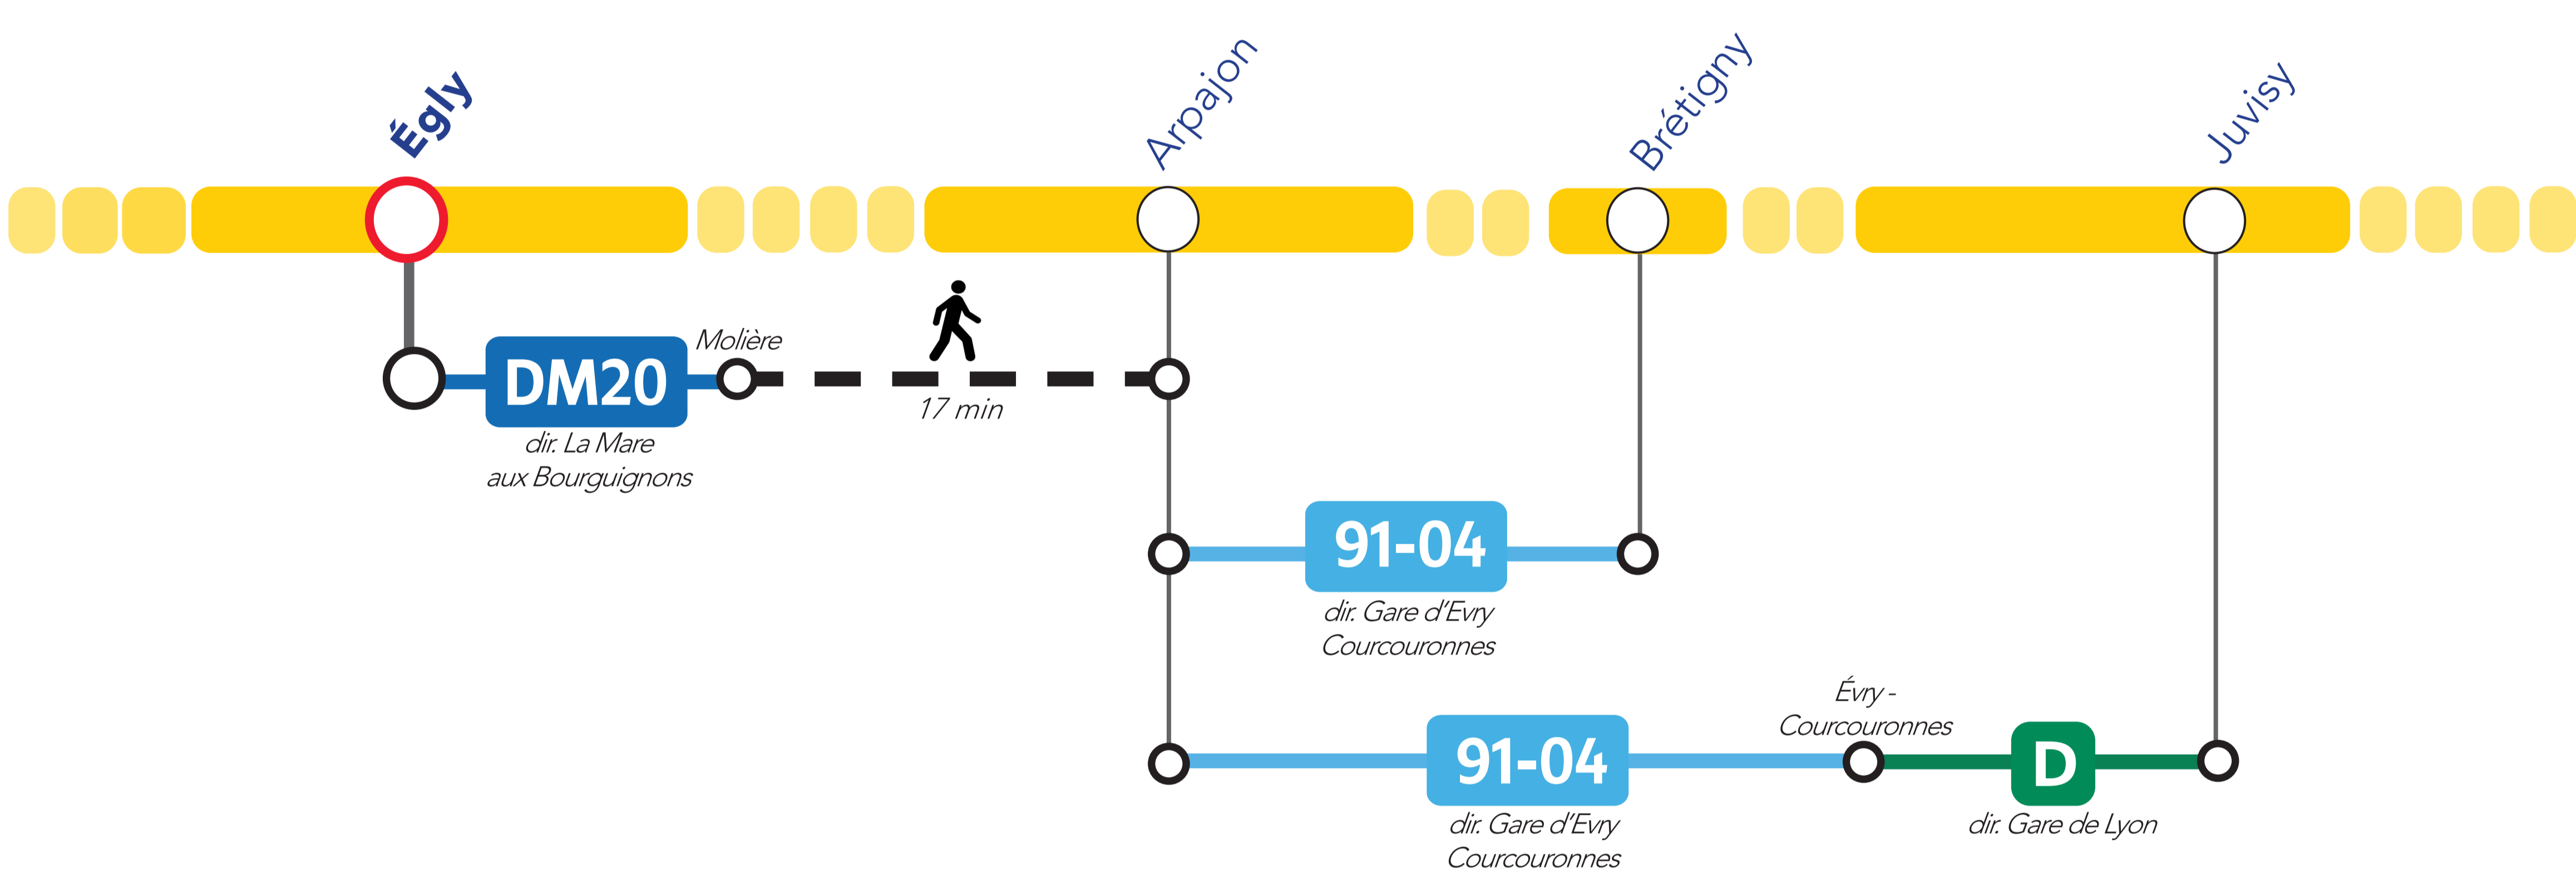 Égly
Arpajon
Brétigny
Juvisy
Molière
DM20
17 min
dir. La Mare
aux Bourguignons
91-04
dir. Gare d'Evry
Courcouronnes
Évry -
Courcouronnes
91-04
D
dir. Gare d'Evry
Courcouronnes
dir. Gare de Lyon